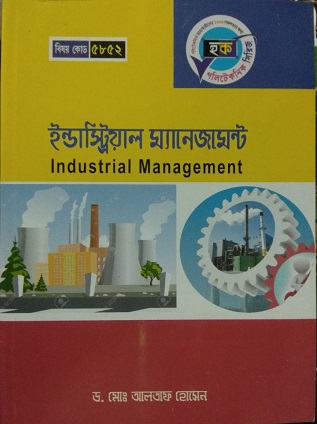 বিষয় কোড ৫৮৫২
হক
পলিটেকনিক সিরিজ
ইন্ডাস্ট্রিয়াল ম্যানেজমেন্ট
Industrial Management
ড. মোঃ আলতাফ হোসেন